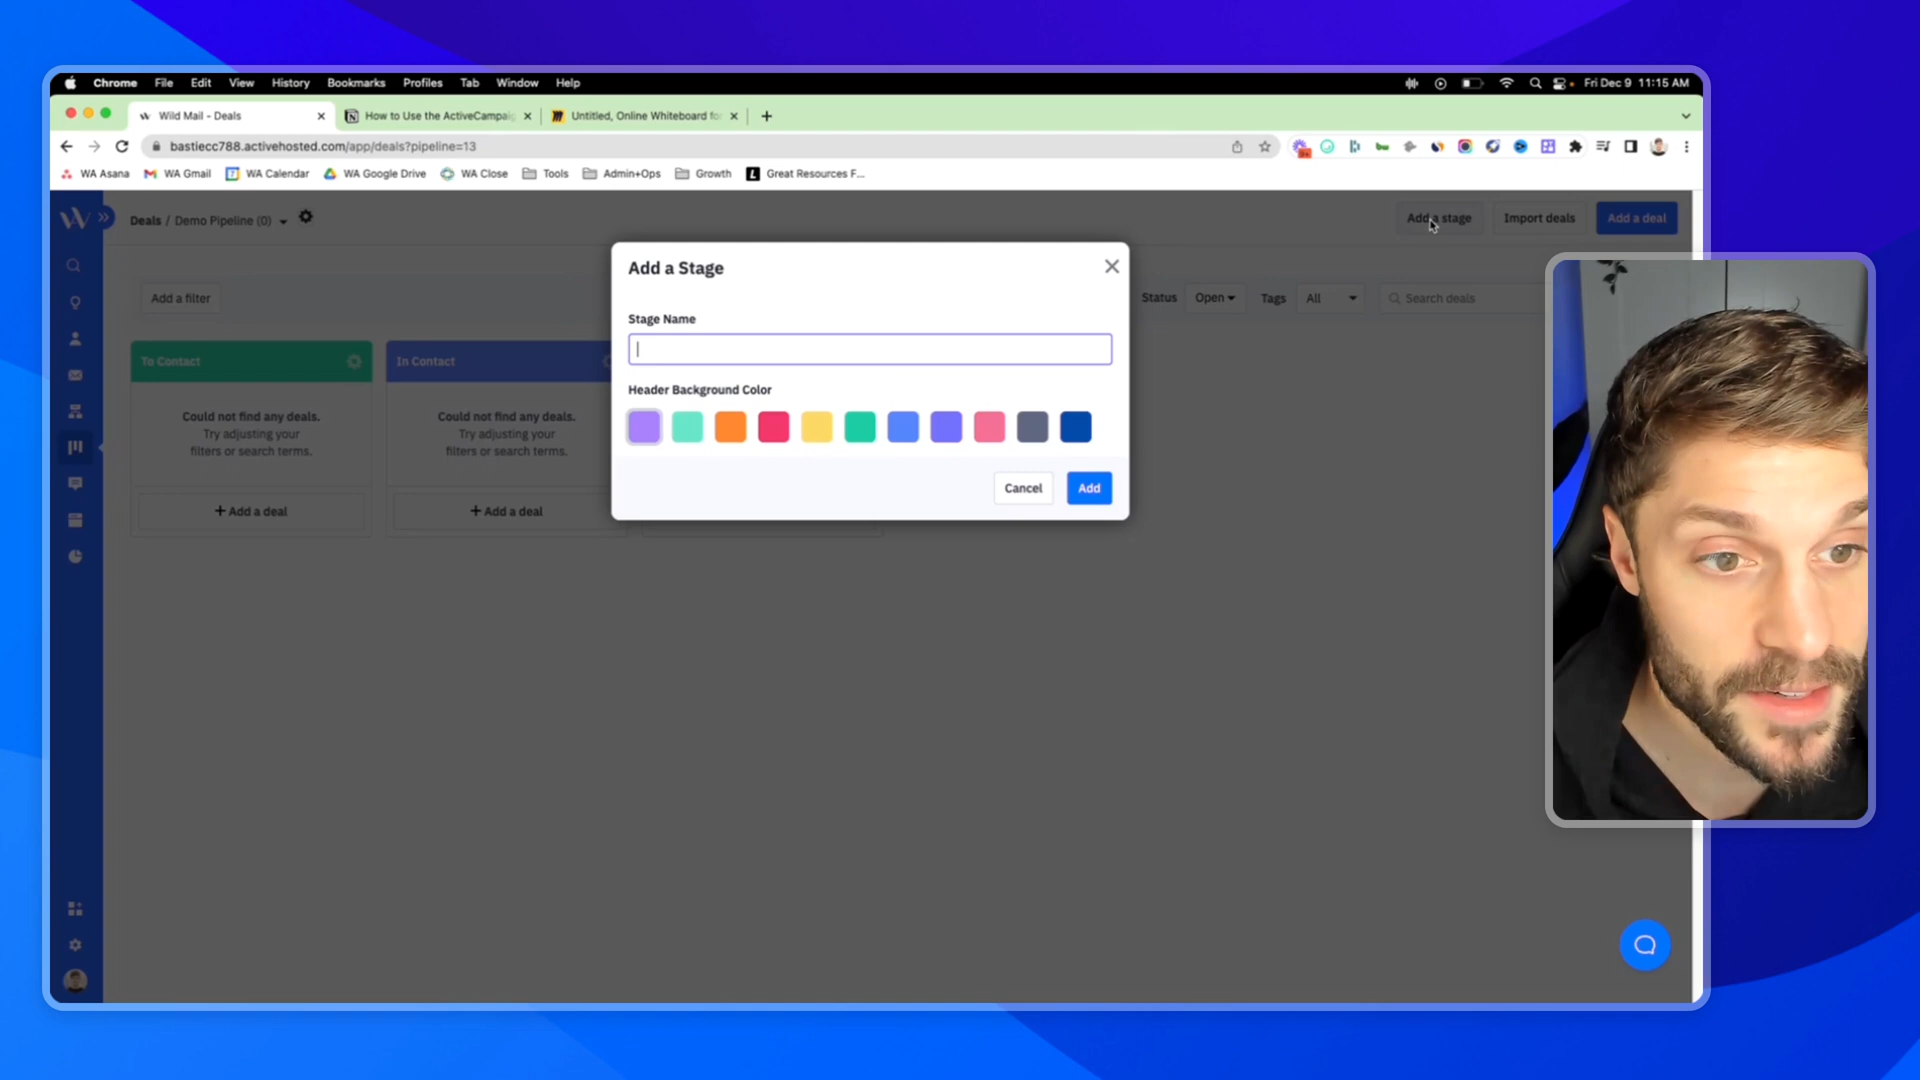 Chrome File Edit View History Bookmarks Profiles Tab Window Help Fri Dec 9 11:15 AM
Wild Mail - Deals How to Use the ActiveCampaig Untitled, Online Whiteboard for
bastiecc788.activehosted.com/app/deals?pipeline=13
WA Asana WA Gmail WA Calendar WA Google Drive WA Close Tools Admin+Ops Growth Great Resources F...
Deals / Demo Pipeline (0) Add a stage Import deals Add a deal
Add a Stage
Add a filter Status Open Tags All Search deals
Stage Name
To Contact In Contact
Header Background Color
Could not find any deals. Could not find any deals.
Try adjusting your Try adjusting your
filters or search terms. filters or search terms.
Cancel Add
+ Add a deal + Add a deal